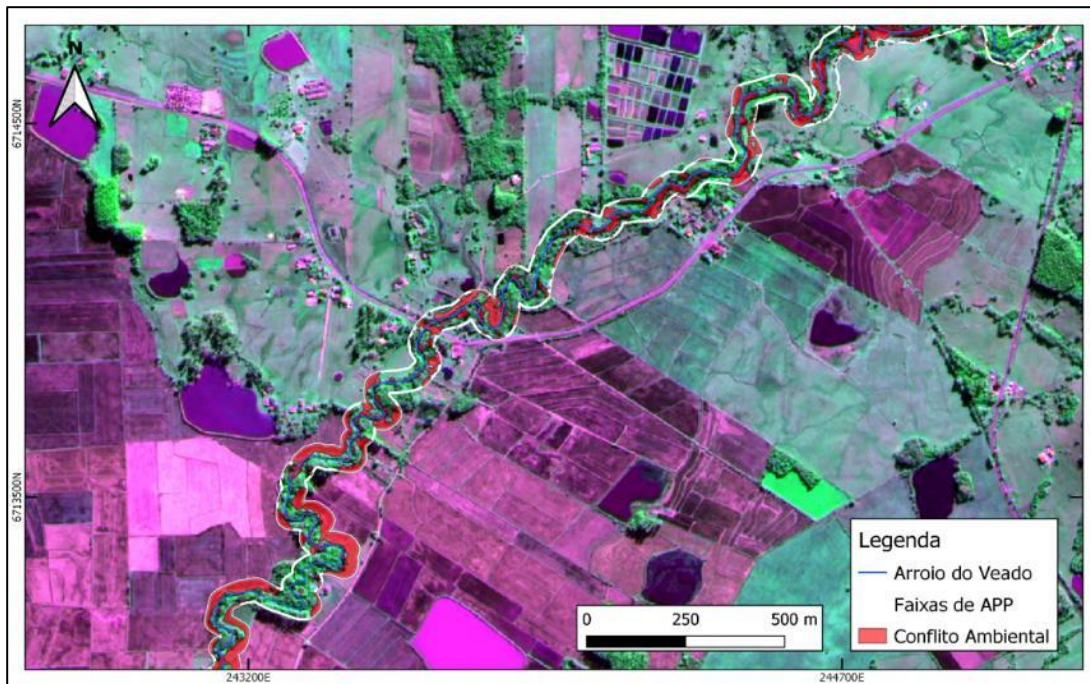 N
6714500N
6713500N
Legenda
Arroio do Veado
Faixas de APP
Conflito Ambiental
0 250 500 m
243200E 244700E